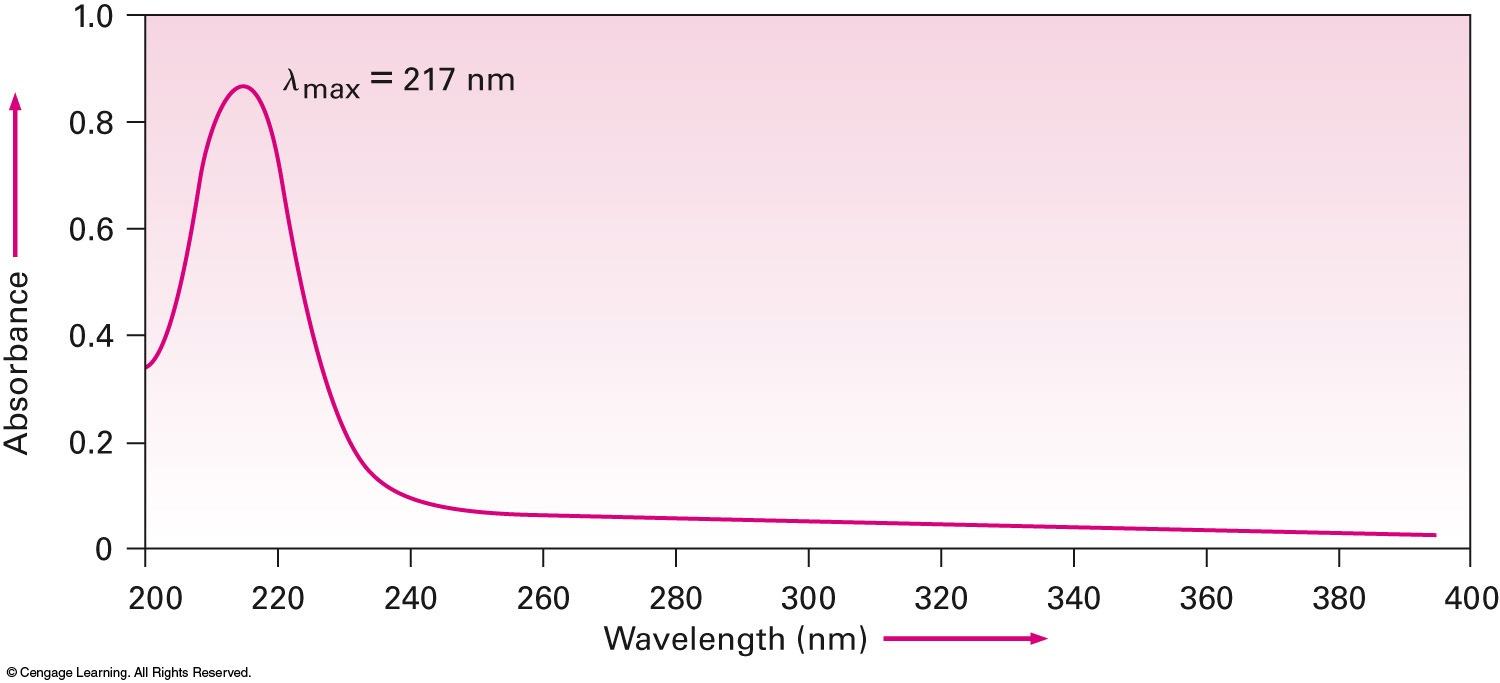 1.0
λmax = 217 nm
0.8
0.6
0.4
0.2
0
Absorbance
200 220 240 260 280 300 320 340 360 380 400
Wavelength (nm)
© Cengage Learning. All Rights Reserved.